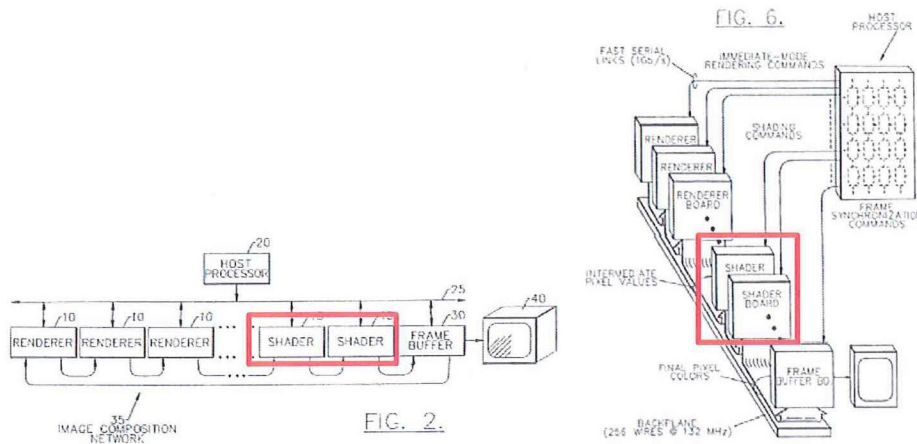 FIG. 6.
HOST
PROCESSOR
FAST SERIAL
LINKS (1Gb/s)
IMMEDIATE-MODE
RENDERING COMMANDS
SHADING
COMMANDS
RENDERER
RENDERER
RENDERER
BOARD
FRAME
SYNCHRONIZATION
COMMANDS
INTERMEDIATE
PIXEL VALUES
SHADER
SHADER
BOARD
FINAL PIXEL
COLORS
FRAME
BUFFER BD.
BACKPLANE
(256 WIRES @ 132 MHz)
20
HOST
PROCESSOR
25
40
10
10
10
30
RENDERER
RENDERER
RENDERER
SHADER
SHADER
FRAME
BUFFER
35
IMAGE COMPOSITION
NETWORK
FIG. 2.